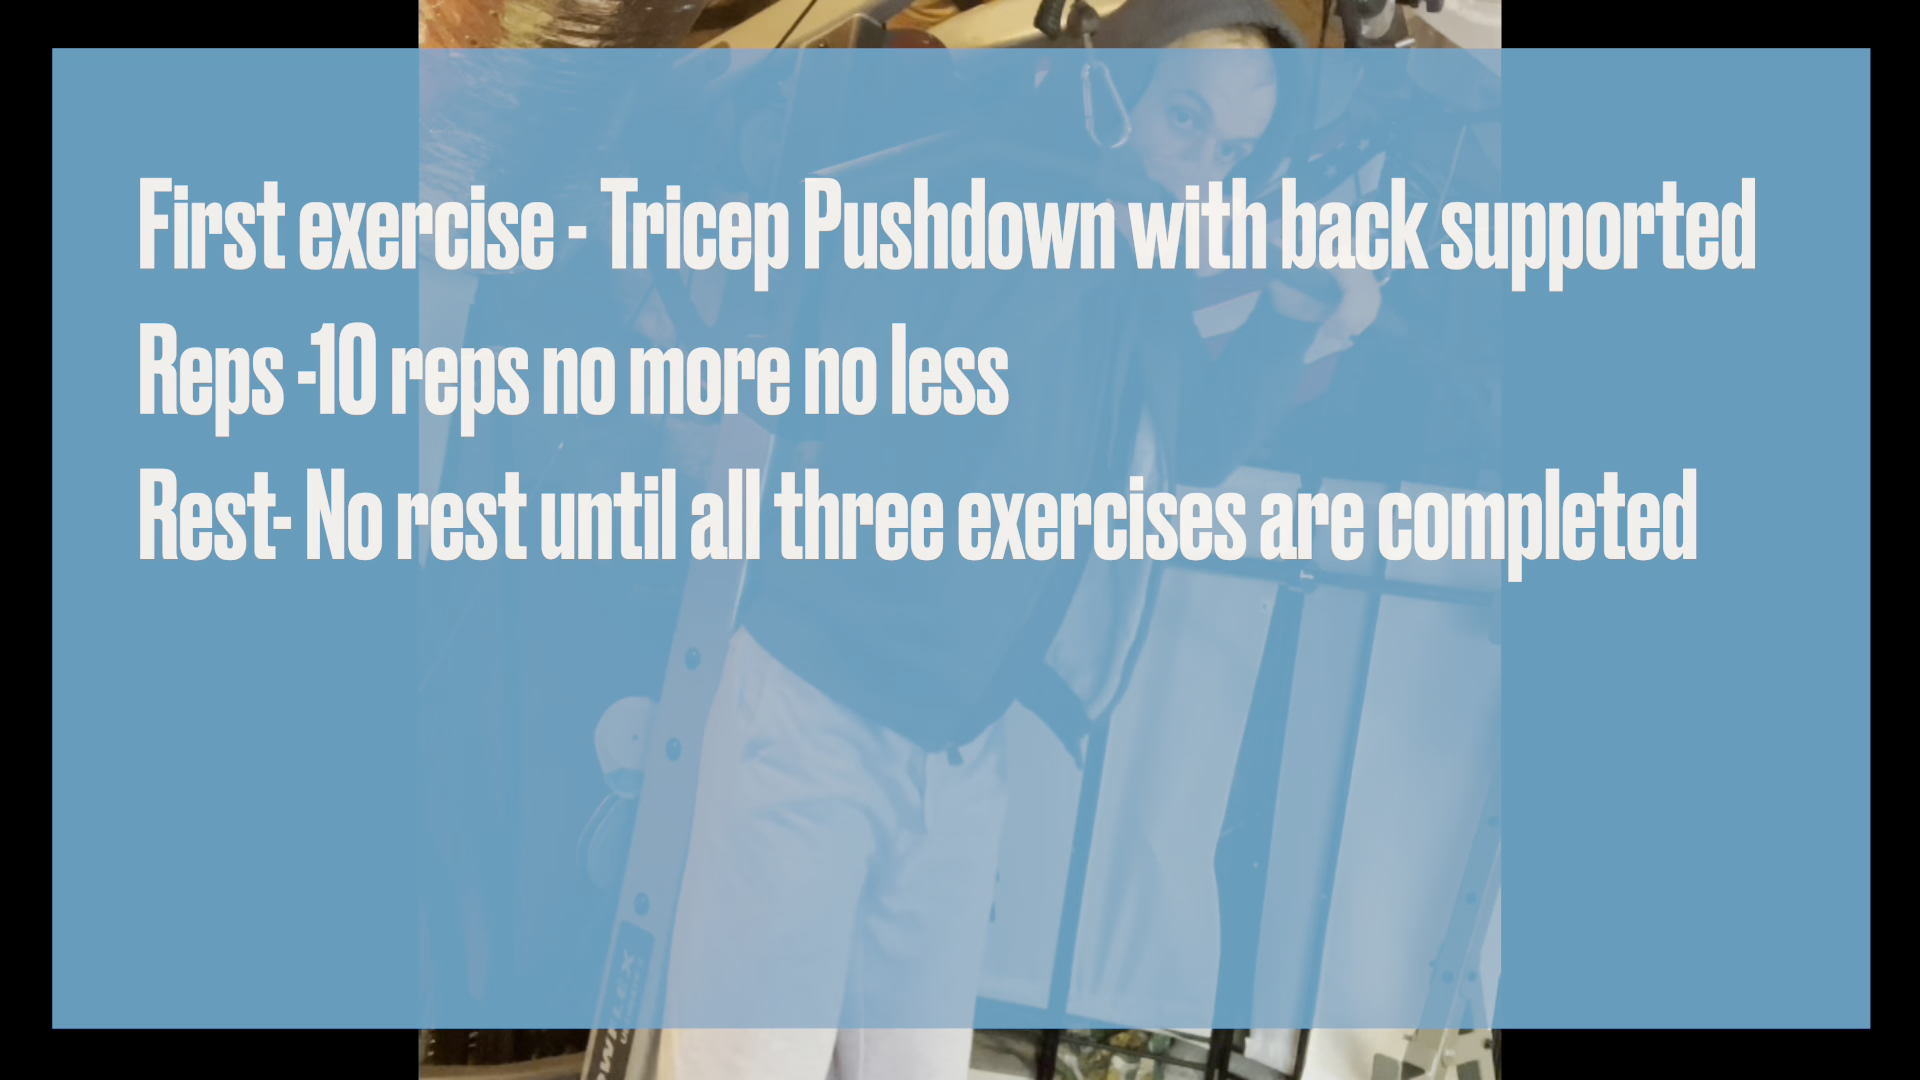 First exercise - Tricep Pushdown with back supported
Reps -10 reps no more no less
Rest- No rest until all three exercises are completed